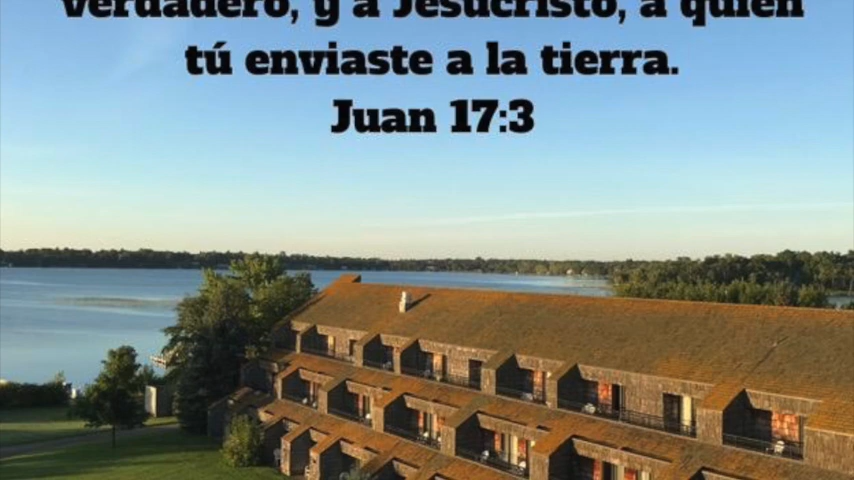 verdadero, y a Jesucristo, a quien
tú enviaste a la tierra.
Juan 17:3